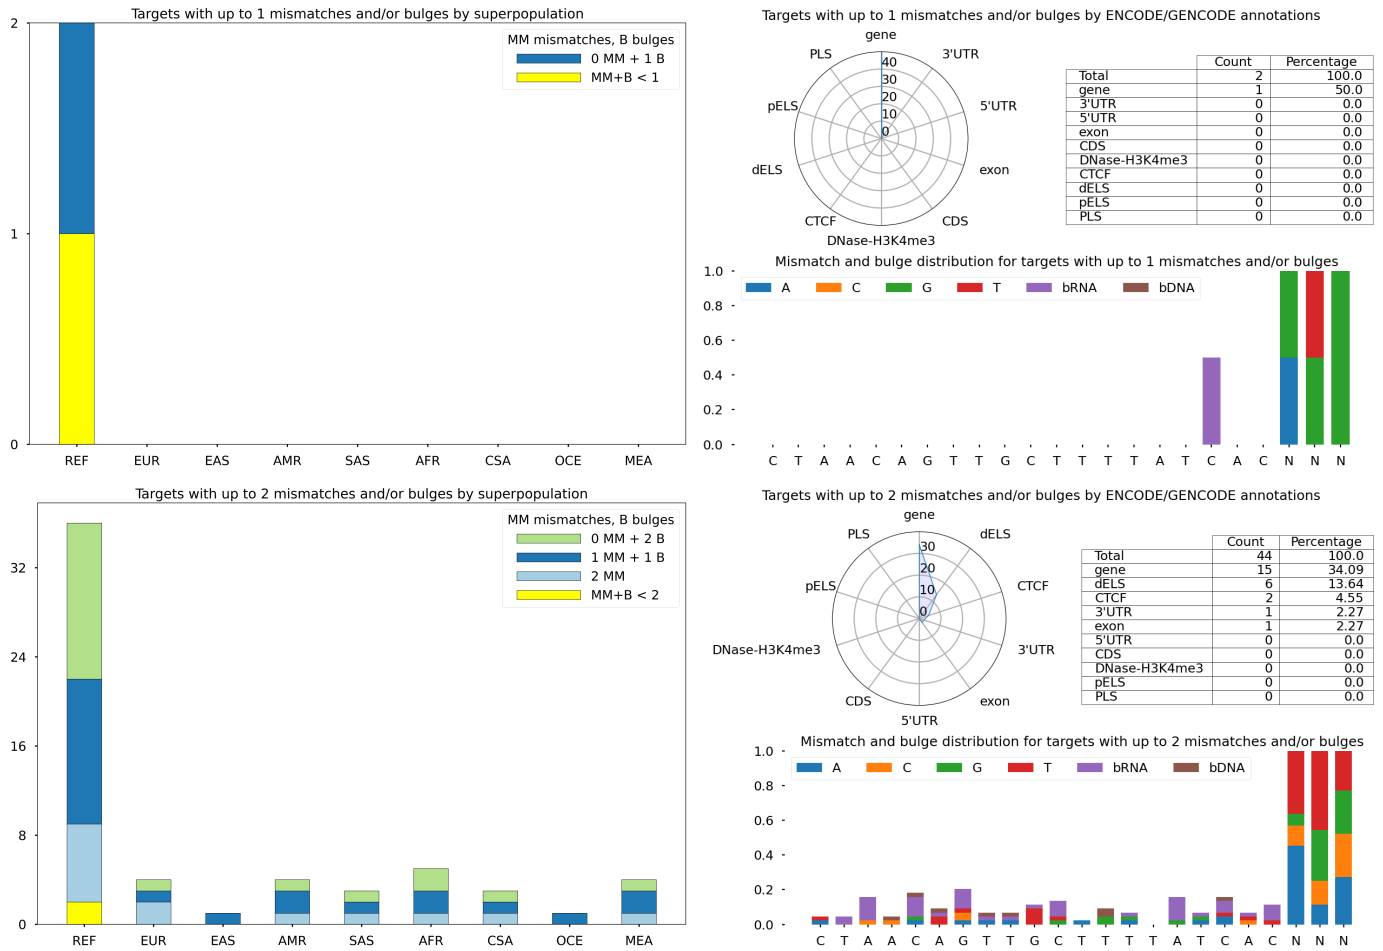 Targets with up to 1 mismatches and/or bulges by superpopulation
2
1
0
MM mismatches, B bulges
0 MM + 1 B
MM+B < 1
REF EUR EAS AMR SAS AFR CSA OCE MEA
Targets with up to 1 mismatches and/or bulges by ENCODE/GENCODE annotations
gene
PLS 3'UTR
pELS 5'UTR
dELS exon
CTCF CDS
DNase-H3K4me3
40
30
20
10
0
Count Percentage
Total 2 100.0
gene 1 50.0
3'UTR 0 0.0
5'UTR 0 0.0
exon 0 0.0
CDS 0 0.0
DNase-H3K4me3 0 0.0
CTCF 0 0.0
dELS 0 0.0
pELS 0 0.0
PLS 0 0.0
Mismatch and bulge distribution for targets with up to 1 mismatches and/or bulges
A C G T bRNA bDNA
1.0
0.8
0.6
0.4
0.2
0.0
C T A A C A G T T G C T T T T A T C A C N N N
Targets with up to 2 mismatches and/or bulges by superpopulation
32
24
16
8
0
MM mismatches, B bulges
0 MM + 2 B
1 MM + 1 B
2 MM
MM+B < 2
REF EUR EAS AMR SAS AFR CSA OCE MEA
Targets with up to 2 mismatches and/or bulges by ENCODE/GENCODE annotations
gene
PLS dELS
pELS CTCF
DNase-H3K4me3 3'UTR
CDS exon
5'UTR
30
20
10
0
Count Percentage
Total 44 100.0
gene 15 34.09
dELS 6 13.64
CTCF 2 4.55
3'UTR 1 2.27
exon 1 2.27
5'UTR 0 0.0
CDS 0 0.0
DNase-H3K4me3 0 0.0
pELS 0 0.0
PLS 0 0.0
Mismatch and bulge distribution for targets with up to 2 mismatches and/or bulges
A C G T bRNA bDNA
1.0
0.8
0.6
0.4
0.2
0.0
C T A A C A G T T G C T T T T A T C A C N N N